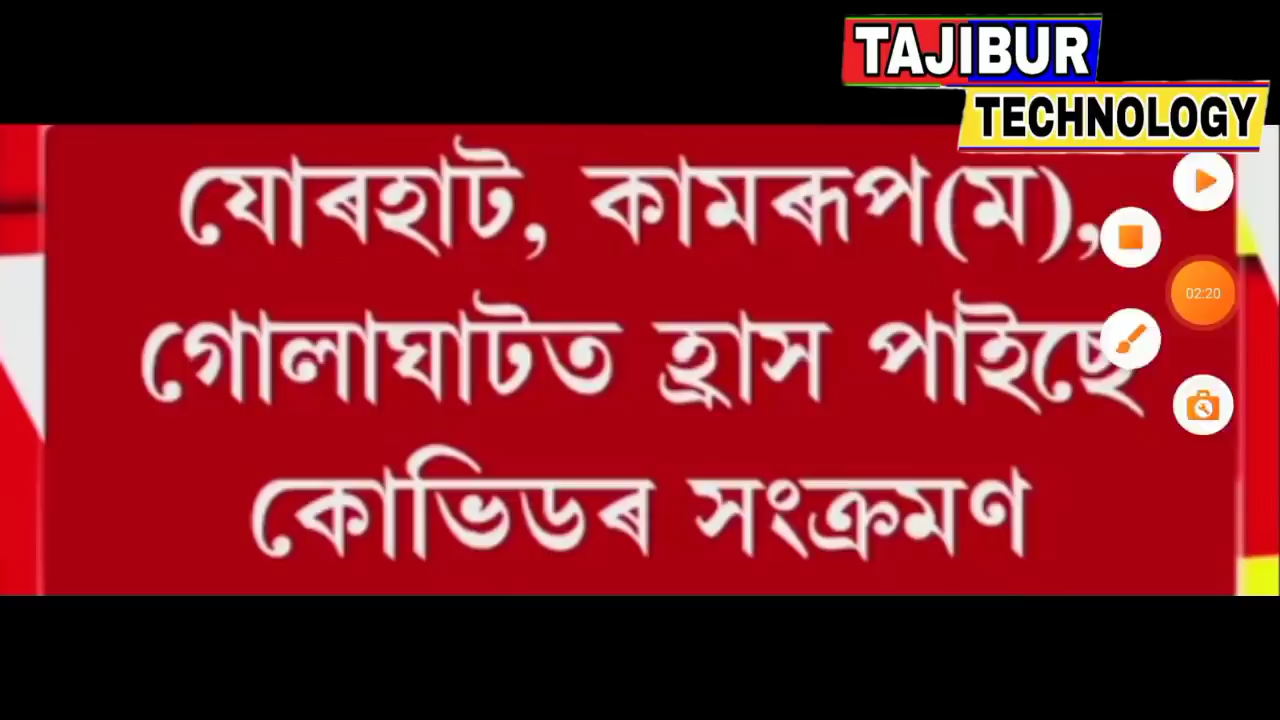 TAJIBUR
TECHNOLOGY
যোৰহাট, কামৰূপ(ম),
গোলাঘাটত হ্ৰাস পাইছে
কোভিডৰ সংক্ৰমণ
02:20